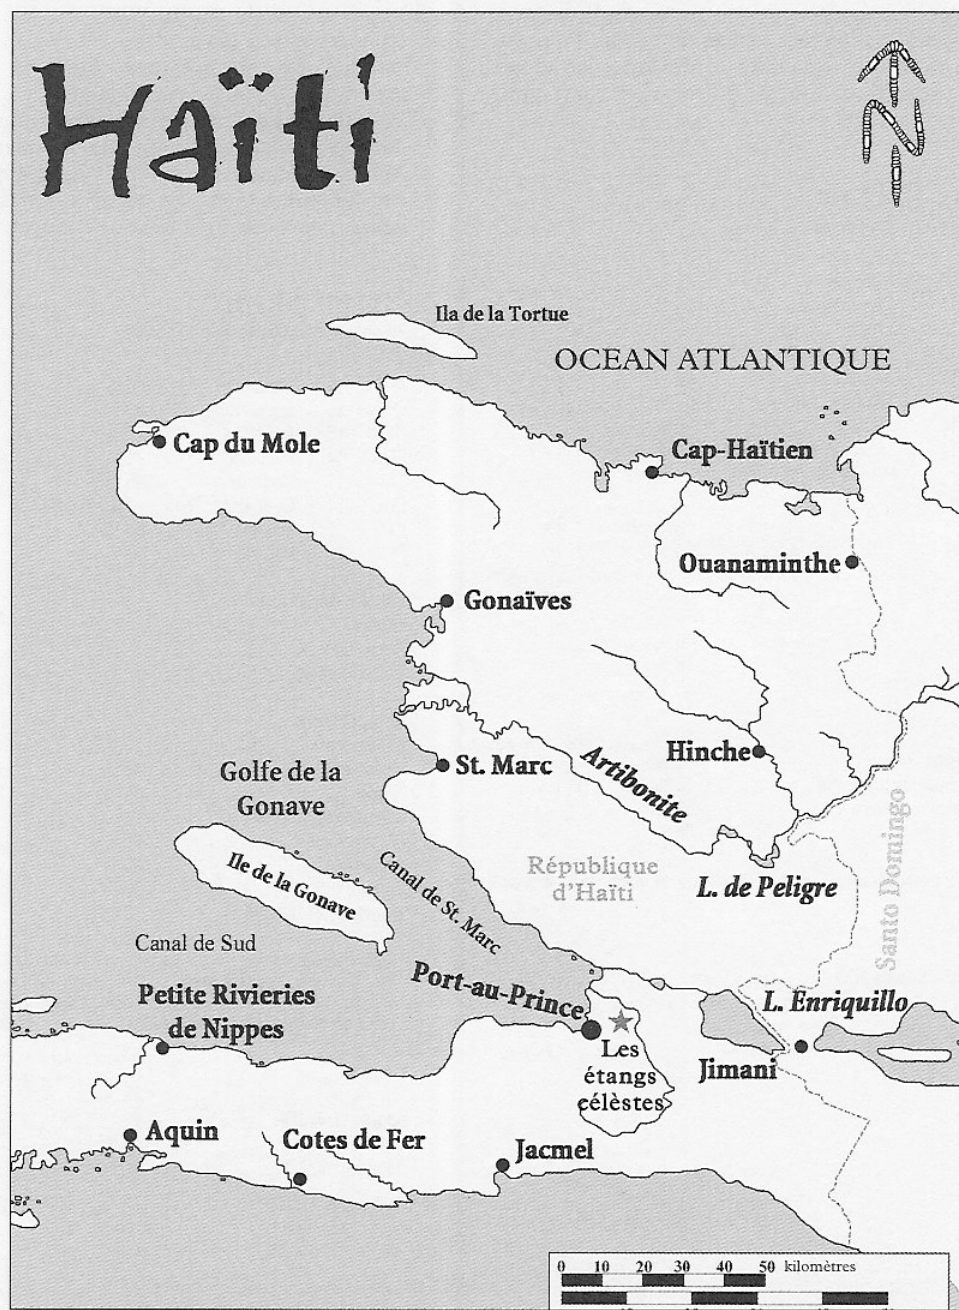 Haïti
N
Ila de la Tortue
OCEAN ATLANTIQUE
Cap du Mole
Cap-Haïtien
Ouanaminthe
Gonaïves
Hinche
St. Marc
Artibonite
Golfe de la
Gonave
Ile de la Gonave
Canal de St. Marc
République
d'Haïti
L. de Peligre
Santo Domingo
Canal de Sud
Port-au-Prince
Petite Rivieries
de Nippes
L. Enriquillo
Les
étangs
célèstes
Jimani
Aquin
Cotes de Fer
Jacmel
0 10 20 30 40 50 kilomètres